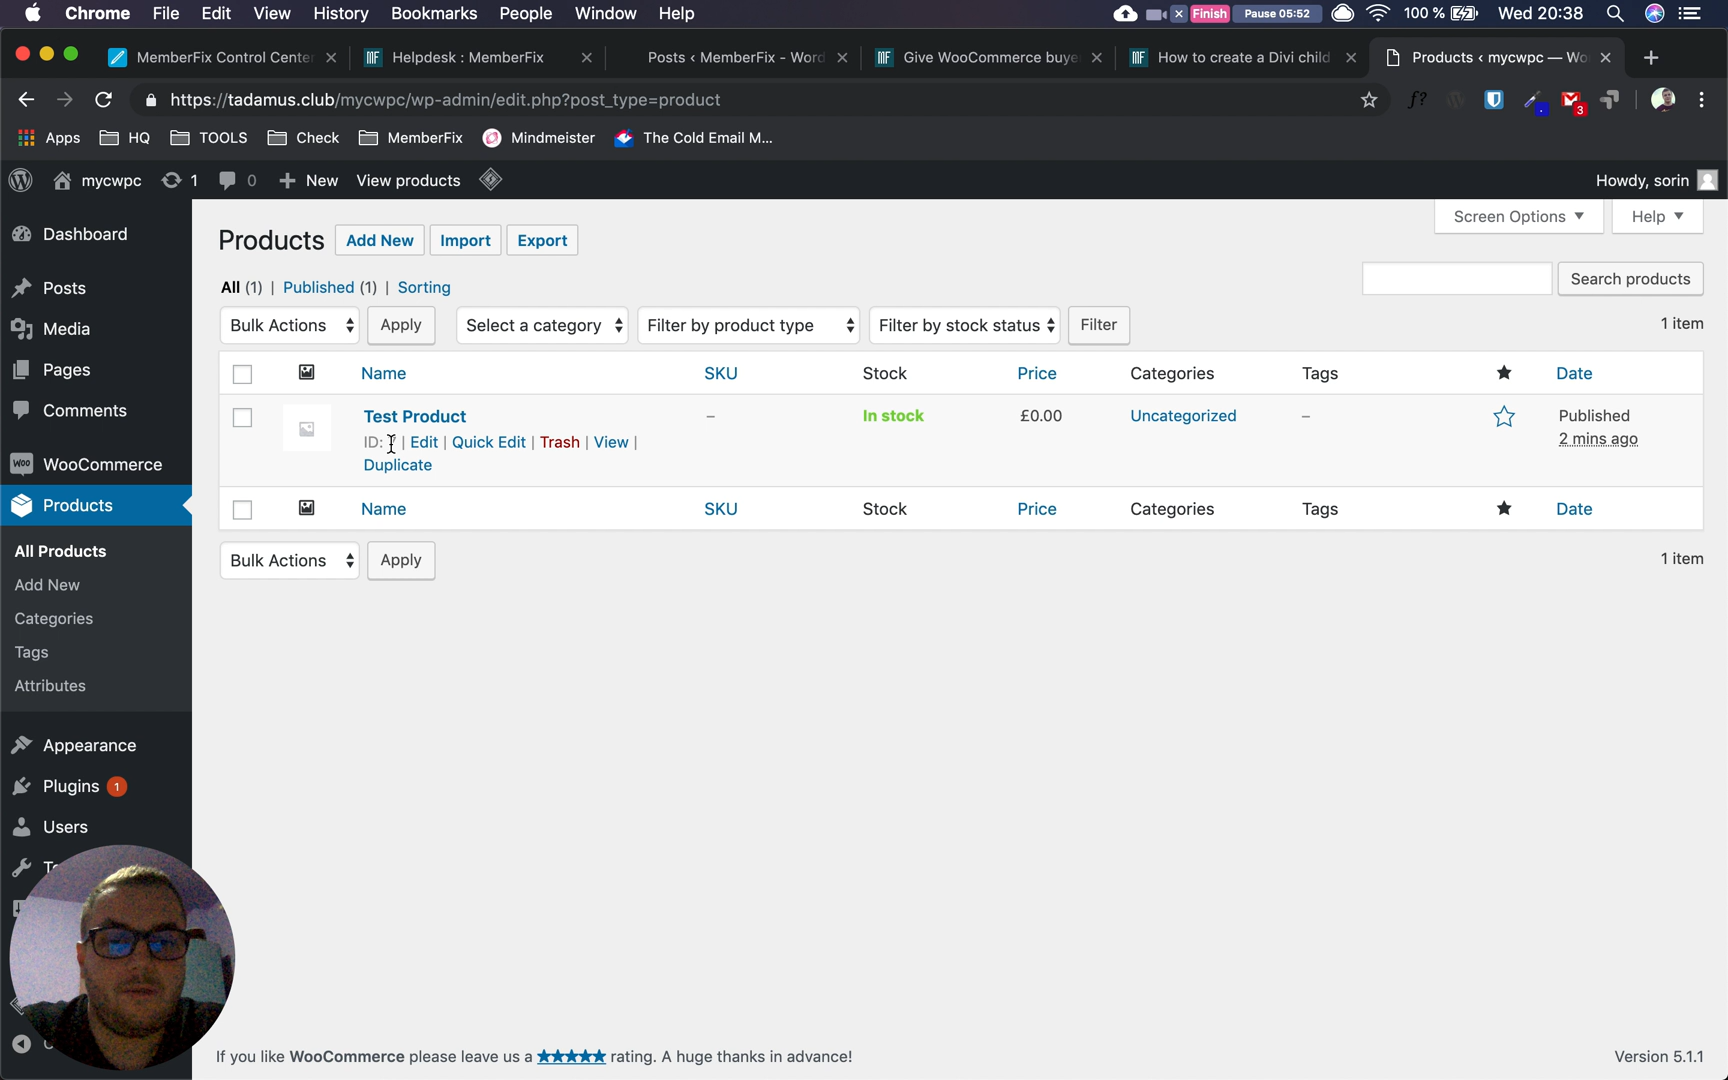 Chrome File Edit View History Bookmarks People Window Help Finish Pause 05:52 100 % Wed 20:38
MemberFix Control Center Helpdesk : MemberFix Posts ‹ MemberFix - Word Give WooCommerce buye How to create a Divi child Products ‹ mycwpc — Wo
https://tadamus.club/mycwpc/wp-admin/edit.php?post_type=product f? 3
Apps HQ TOOLS Check MemberFix Mindmeister The Cold Email M...
mycwpc 1 0 + New View products Howdy, sorin
Screen Options Help
Dashboard
Posts
Media
Pages
Comments
WooCommerce
Products
All Products
Add New
Categories
Tags
Attributes
Appearance
Plugins 1
Users
Products Add New Import Export
All (1) | Published (1) | Sorting
Search products
Bulk Actions Apply Select a category Filter by product type Filter by stock status Filter 1 item
Name SKU Stock Price Categories Tags Date
Test Product – In stock £0.00 Uncategorized – Published
ID: | Edit | Quick Edit | Trash | View | 2 mins ago
Duplicate
Name SKU Stock Price Categories Tags Date
Bulk Actions Apply 1 item
If you like WooCommerce please leave us a ★★★★★ rating. A huge thanks in advance! Version 5.1.1